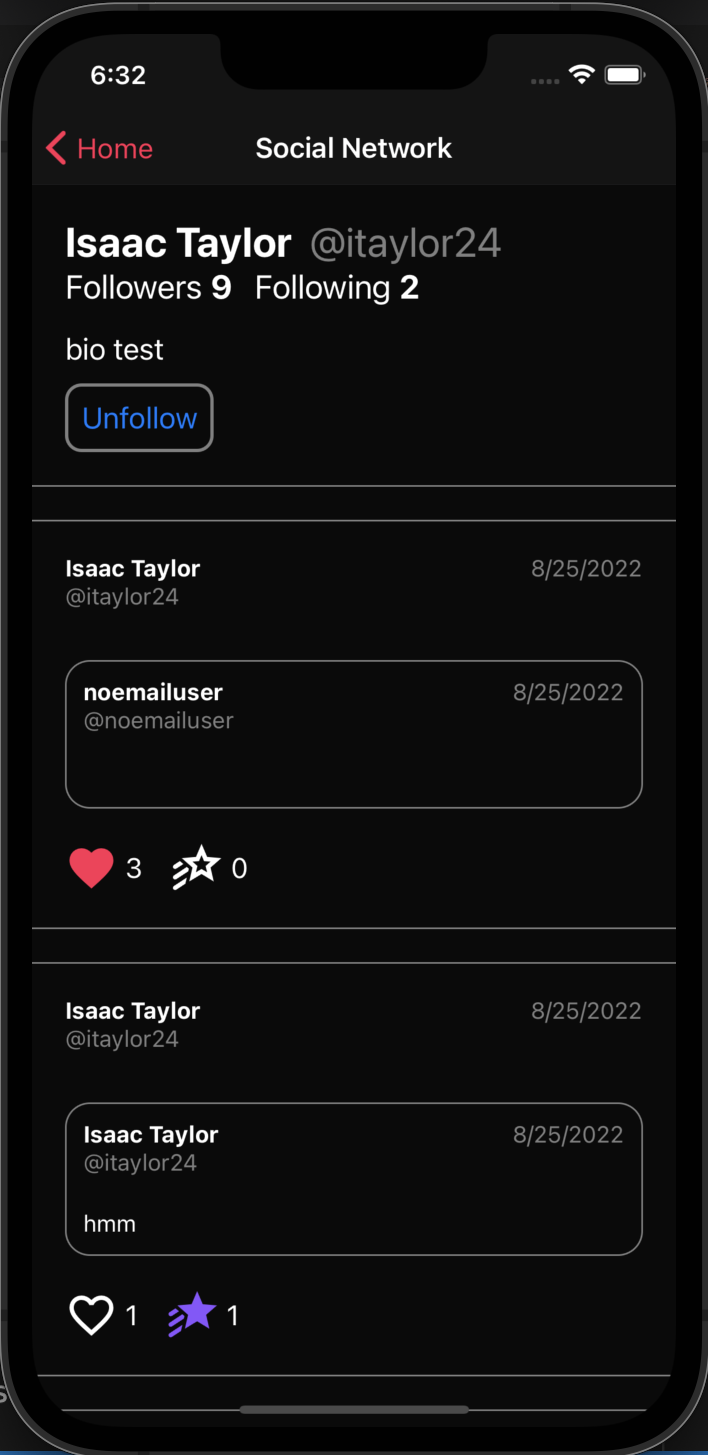 6:32
Home Social Network
Isaac Taylor @itaylor24
Followers 9 Following 2
bio test
Unfollow
Isaac Taylor 8/25/2022
@itaylor24
noemailuser 8/25/2022
@noemailuser
3 0
Isaac Taylor 8/25/2022
@itaylor24
Isaac Taylor 8/25/2022
@itaylor24
hmm
1 1
s